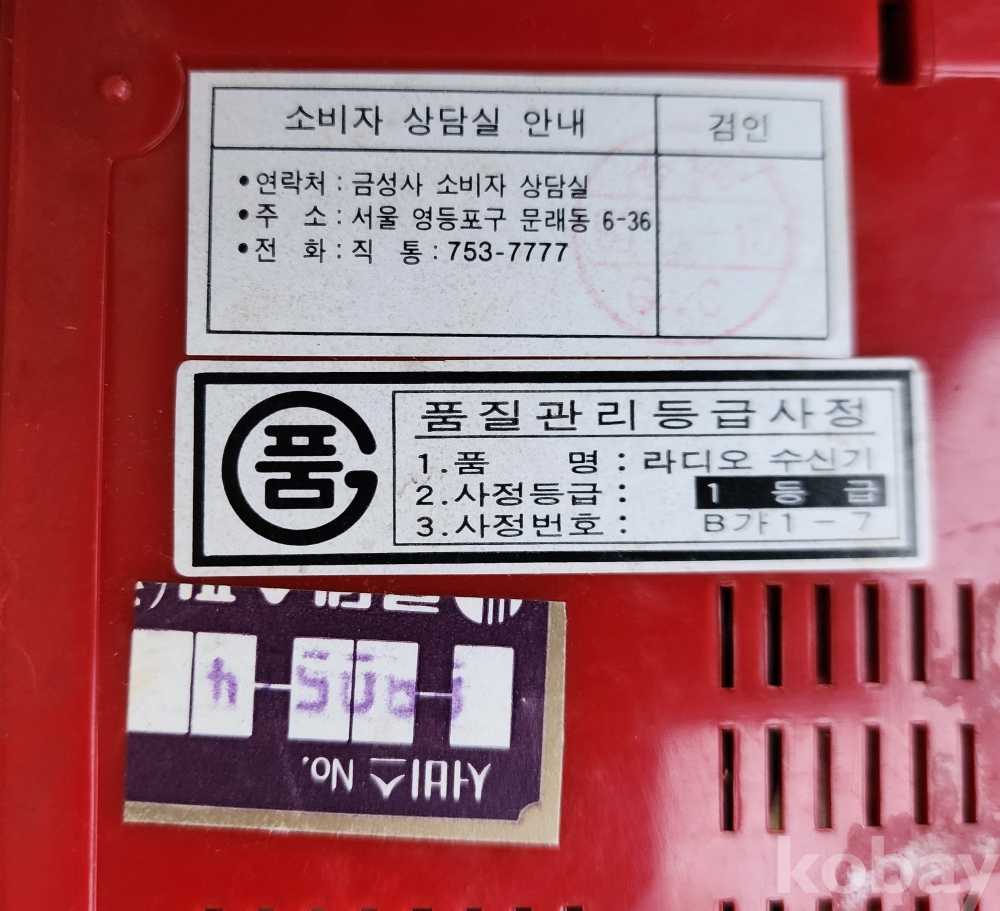 소비자 상담실 안내
검인
•연락처 : 금성사 소비자 상담실
•주 소 : 서울 영등포구 문래동 6-36
•전 화 : 직 통 : 753-7777
품
품질관리등급사정
1. 품 명 : 라디오 수신기
2. 사정등급 : 1 등 급
3. 사정번호 : B가1-7
서비스 No.
kobay